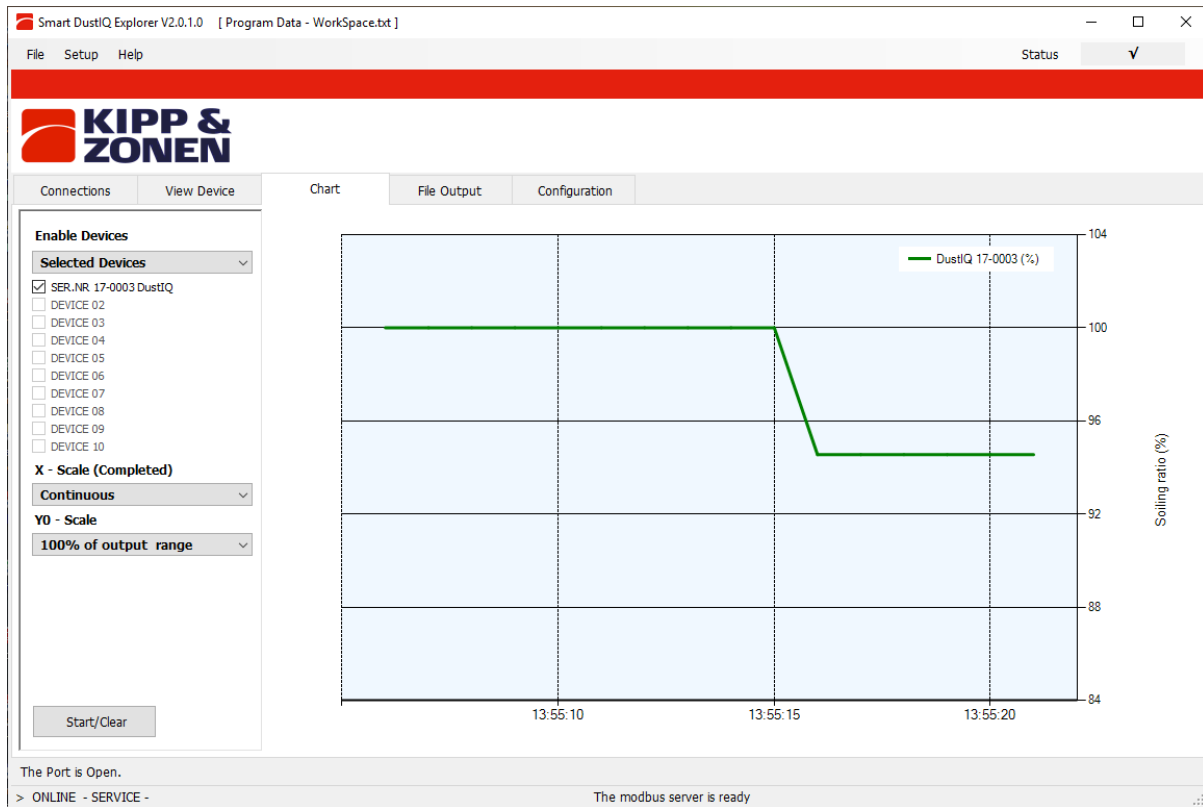 Smart DustIQ Explorer V2.0.1.0 [ Program Data - WorkSpace.txt ]
File Setup Help Status √
KIPP &
ZONEN
Connections View Device Chart File Output Configuration
Enable Devices
Selected Devices
SER.NR 17-0003 DustIQ
DEVICE 02
DEVICE 03
DEVICE 04
DEVICE 05
DEVICE 06
DEVICE 07
DEVICE 08
DEVICE 09
DEVICE 10
X - Scale (Completed)
Continuous
Y0 - Scale
100% of output range
Start/Clear
DustIQ 17-0003 (%)
104
100
96
92
88
84
Soiling ratio (%)
13:55:10 13:55:15 13:55:20
The Port is Open.
> ONLINE - SERVICE - The modbus server is ready